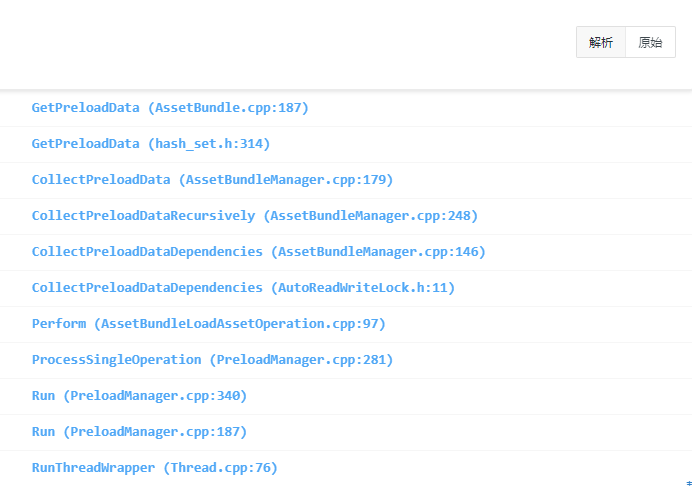 解析 原始
GetPreloadData (AssetBundle.cpp:187)
GetPreloadData (hash_set.h:314)
CollectPreloadData (AssetBundleManager.cpp:179)
CollectPreloadDataRecursively (AssetBundleManager.cpp:248)
CollectPreloadDataDependencies (AssetBundleManager.cpp:146)
CollectPreloadDataDependencies (AutoReadWriteLock.h:11)
Perform (AssetBundleLoadAssetOperation.cpp:97)
ProcessSingleOperation (PreloadManager.cpp:281)
Run (PreloadManager.cpp:340)
Run (PreloadManager.cpp:187)
RunThreadWrapper (Thread.cpp:76)